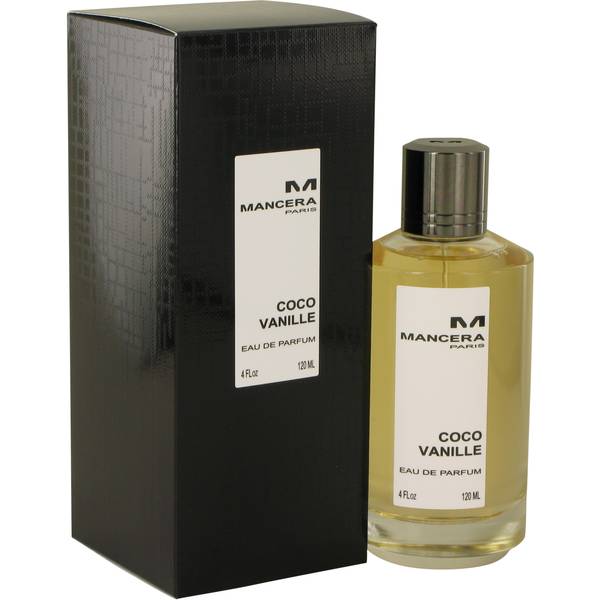 M
MANCERA
PARIS
COCO
VANILLE
EAU DE PARFUM
4 FLoz 120 ML
M
MANCERA
PARIS
COCO
VANILLE
EAU DE PARFUM
4 FLoz 120 ML